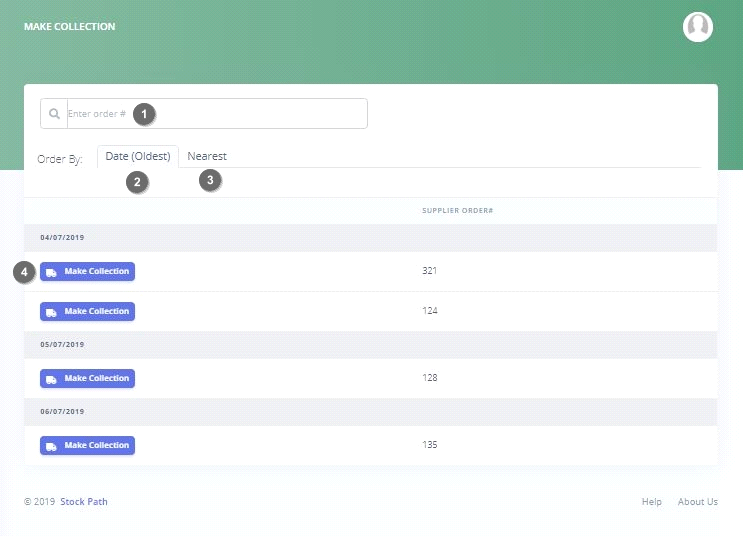 MAKE COLLECTION
Enter order # 1
Order By: Date (Oldest) Nearest
2 3
SUPPLIER ORDER#
04/07/2019
4 Make Collection 321
Make Collection 124
05/07/2019
Make Collection 128
06/07/2019
Make Collection 135
© 2019 Stock Path Help About Us